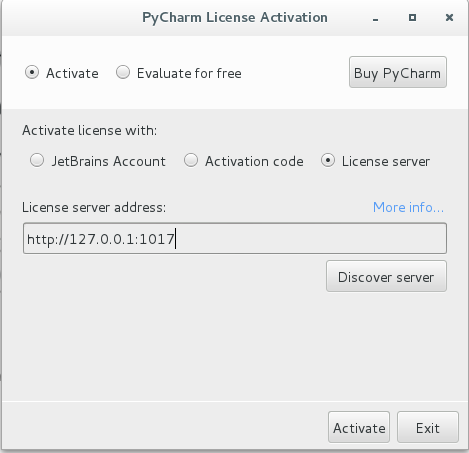 PyCharm License Activation
Activate Evaluate for free Buy PyCharm
Activate license with:
JetBrains Account Activation code License server
License server address: More info...
http://127.0.0.1:1017
Discover server
Activate Exit